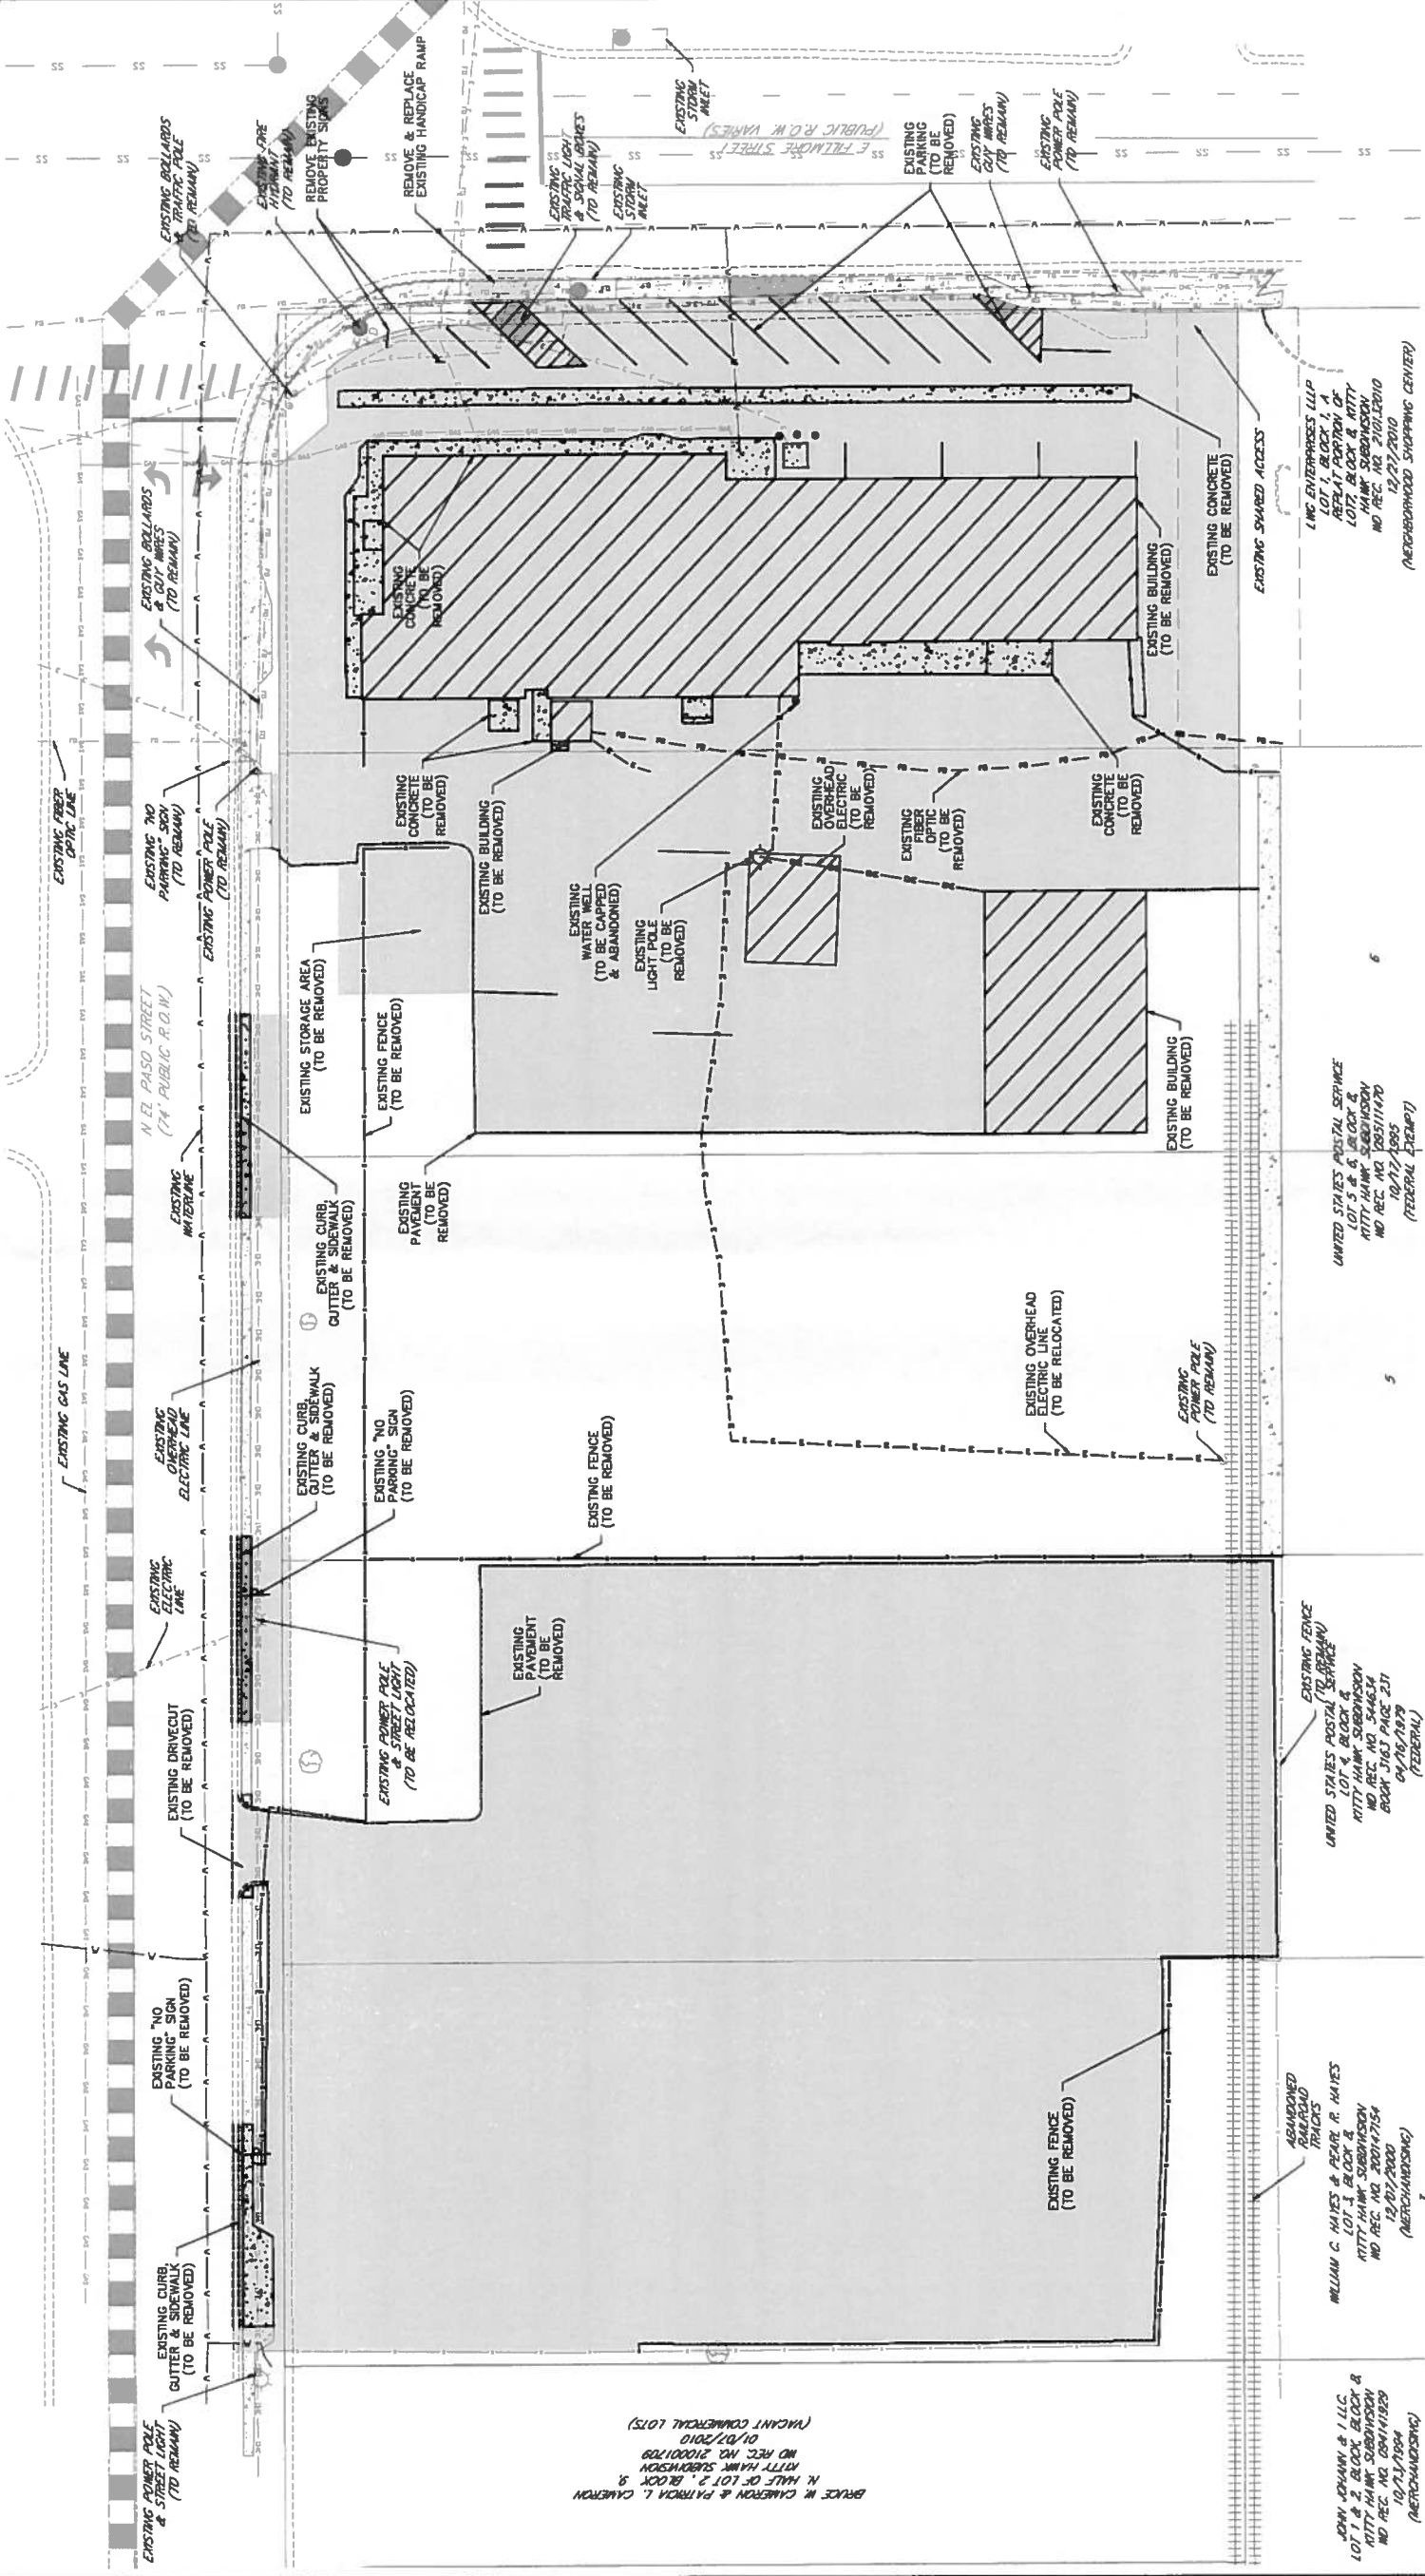 EXISTING BOLLARDS
& TRAFFIC POLE
(TO REMAIN)
EXISTING FIRE
HYDRANT
(TO REMAIN)
REMOVE EXISTING
PROPERTY SIGNS
REMOVE & REPLACE
EXISTING HANDICAP RAMP
EXISTING
STORM
INLET
E FILLMORE STREET
(PUBLIC R.O.W. VARIES)
EXISTING
TRAFFIC LIGHT
& SIGNAL BOXES
(TO REMAIN)
EXISTING
STORM
INLET
EXISTING
PARKING
(TO BE
REMOVED)
EXISTING
GUY WIRES
(TO REMAIN)
EXISTING
POWER POLE
(TO REMAIN)
EXISTING BOLLARDS
& GUY WIRES
(TO REMAIN)
EXISTING
CONCRETE
(TO BE
REMOVED)
EXISTING BUILDING
(TO BE REMOVED)
EXISTING CONCRETE
(TO BE REMOVED)
EXISTING SHARED ACCESS
LWG ENTERPRISES LLLP
LOT 1, BLOCK 1, A
REPLAT PORTION OF
LOT7, BLOCK 8, KITTY
HAWK SUBDIVISION
12/27/2010
(NEIGHBORHOOD SHOPPING CENTER)
EXISTING FIBER
OPTIC LINE
EXISTING "NO
PARKING" SIGN
(TO REMAIN)
EXISTING POWER POLE
(TO REMAIN)
EXISTING
CONCRETE
(TO BE
REMOVED)
EXISTING BUILDING
(TO BE REMOVED)
EXISTING
WATER WELL
(TO BE CAPPED
& ABANDONED)
EXISTING
LIGHT POLE
(TO BE
REMOVED)
EXISTING
OVERHEAD
ELECTRIC
(TO BE
REMOVED)
EXISTING
FIBER
OPTIC
(TO BE
REMOVED)
EXISTING
CONCRETE
(TO BE
REMOVED)
N EL PASO STREET
(74' PUBLIC R.O.W.)
EXISTING
WATERLINE
EXISTING STORAGE AREA
(TO BE REMOVED)
EXISTING FENCE
(TO BE REMOVED)
EXISTING CURB,
GUTTER & SIDEWALK
(TO BE REMOVED)
EXISTING
PAVEMENT
(TO BE
REMOVED)
EXISTING BUILDING
(TO BE REMOVED)
6
UNITED STATES POSTAL SERVICE
LOT 5 & 6, BLOCK 8,
KITTY HAWK SUBDIVISION
NO REC. NO. 095111470
10/17/1995
(FEDERAL EXEMPT)
5
EXISTING GAS LINE
EXISTING
OVERHEAD
ELECTRIC LINE
EXISTING CURB,
GUTTER & SIDEWALK
(TO BE REMOVED)
EXISTING "NO
PARKING" SIGN
(TO BE REMOVED)
EXISTING FENCE
(TO BE REMOVED)
EXISTING OVERHEAD
ELECTRIC LINE
(TO BE RELOCATED)
EXISTING
POWER POLE
(TO REMAIN)
EXISTING
ELECTRIC
LINE
EXISTING DRIVECUT
(TO BE REMOVED)
EXISTING POWER POLE
& STREET LIGHT
(TO BE RELOCATED)
EXISTING
PAVEMENT
(TO BE
REMOVED)
EXISTING FENCE
(TO REMAIN)
UNITED STATES POSTAL SERVICE
LOT 4, BLOCK 8,
KITTY HAWK SUBDIVISION
NO REC. NO. 544634
BOOK 3163 PAGE 231
04/16/1979
(FEDERAL)
EXISTING "NO
PARKING" SIGN
(TO BE REMOVED)
EXISTING CURB,
GUTTER & SIDEWALK
(TO BE REMOVED)
EXISTING POWER POLE
& STREET LIGHT
(TO REMAIN)
EXISTING FENCE
(TO BE REMOVED)
ABANDONED
RAILROAD
TRACKS
WILLIAM C. HAYES & PEARL R. HAYES
LOT 3, BLOCK 8,
KITTY HAWK SUBDIVISION
NO REC. NO. 200147154
12/07/2000
(MERCHANDISING)
BRUCE W. CAMERON & PATRICIA L. CAMERON
N. HALF OF LOT 2, BLOCK 9,
KITTY HAWK SUBDIVISION
NO REC. NO. 210001709
01/07/2010
(VACANT COMMERCIAL LOTS)
JOHN JOHANN & I LLC
LOT 1 & 2, BLOCK, BLOCK 8
KITTY HAWK SUBDIVISION
NO REC. NO. 094141929
10/13/1994
(MERCHANDISING)